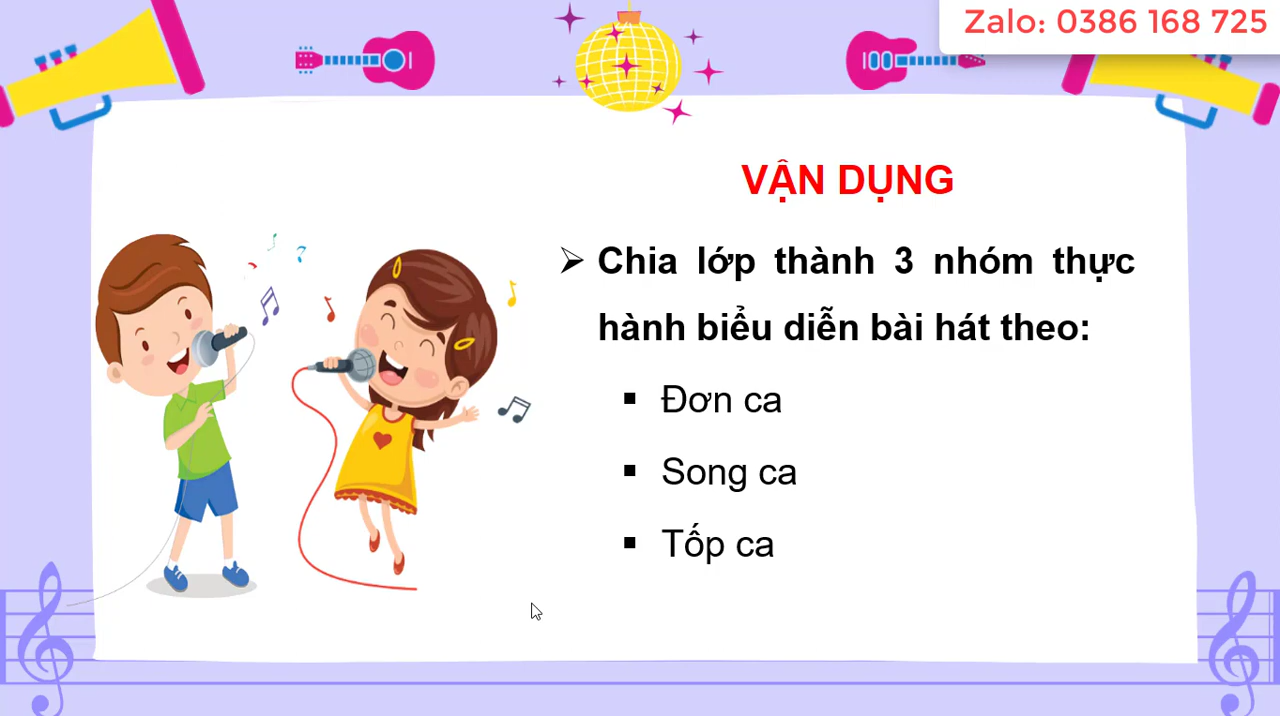 Zalo: 0386 168 725
VẬN DỤNG
➢ Chia lớp thành 3 nhóm thực
hành biểu diễn bài hát theo:
▪ Đơn ca
▪ Song ca
▪ Tốp ca